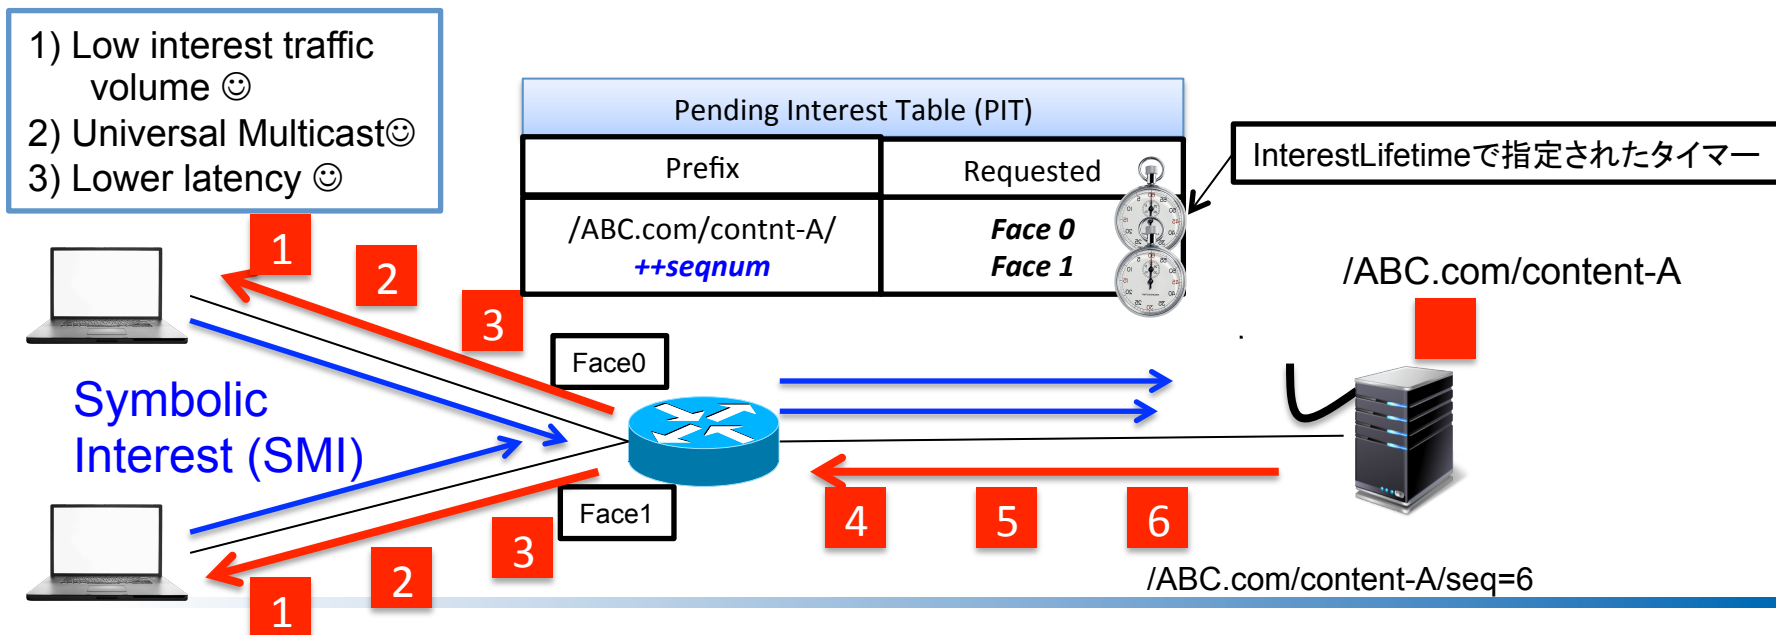 1) Low interest traffic
volume ☺
2) Universal Multicast☺
3) Lower latency ☺
Pending Interest Table (PIT)
Prefix
Requested
/ABC.com/contnt-A/
++seqnum
Face 0
Face 1
InterestLifetimeで指定されたタイマー
/ABC.com/content-A
1
2
3
Face0
Symbolic
Interest (SMI)
Face1
4
5
6
3
2
1
/ABC.com/content-A/seq=6